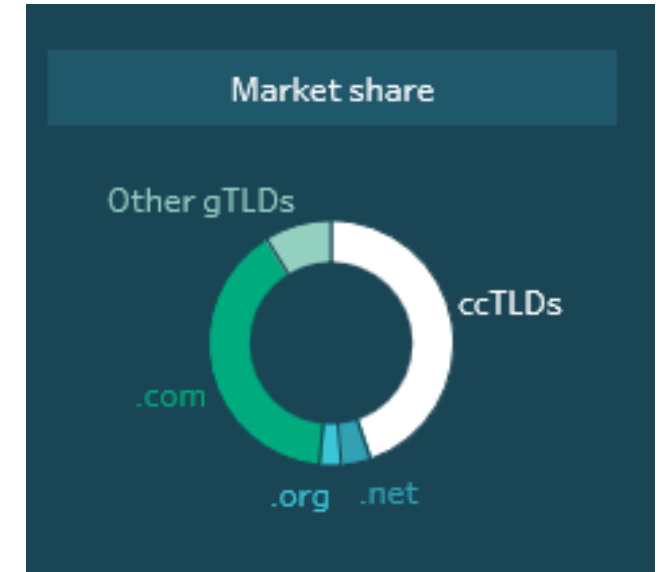 Market share
Other gTLDs
ccTLDs
.com
.org
.net